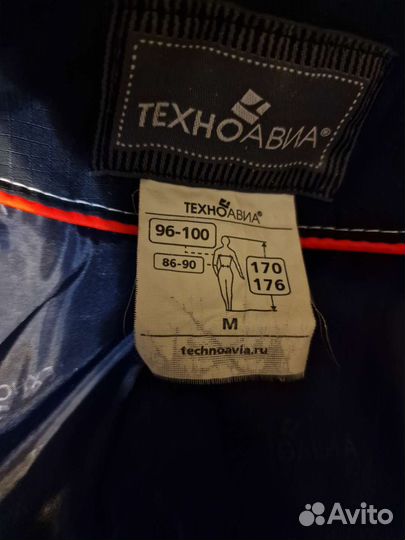 ТЕХНОАВИА®
ТЕХНОАВИА®
96-100
86-90
170
176
M
technoavia.ru
Avito